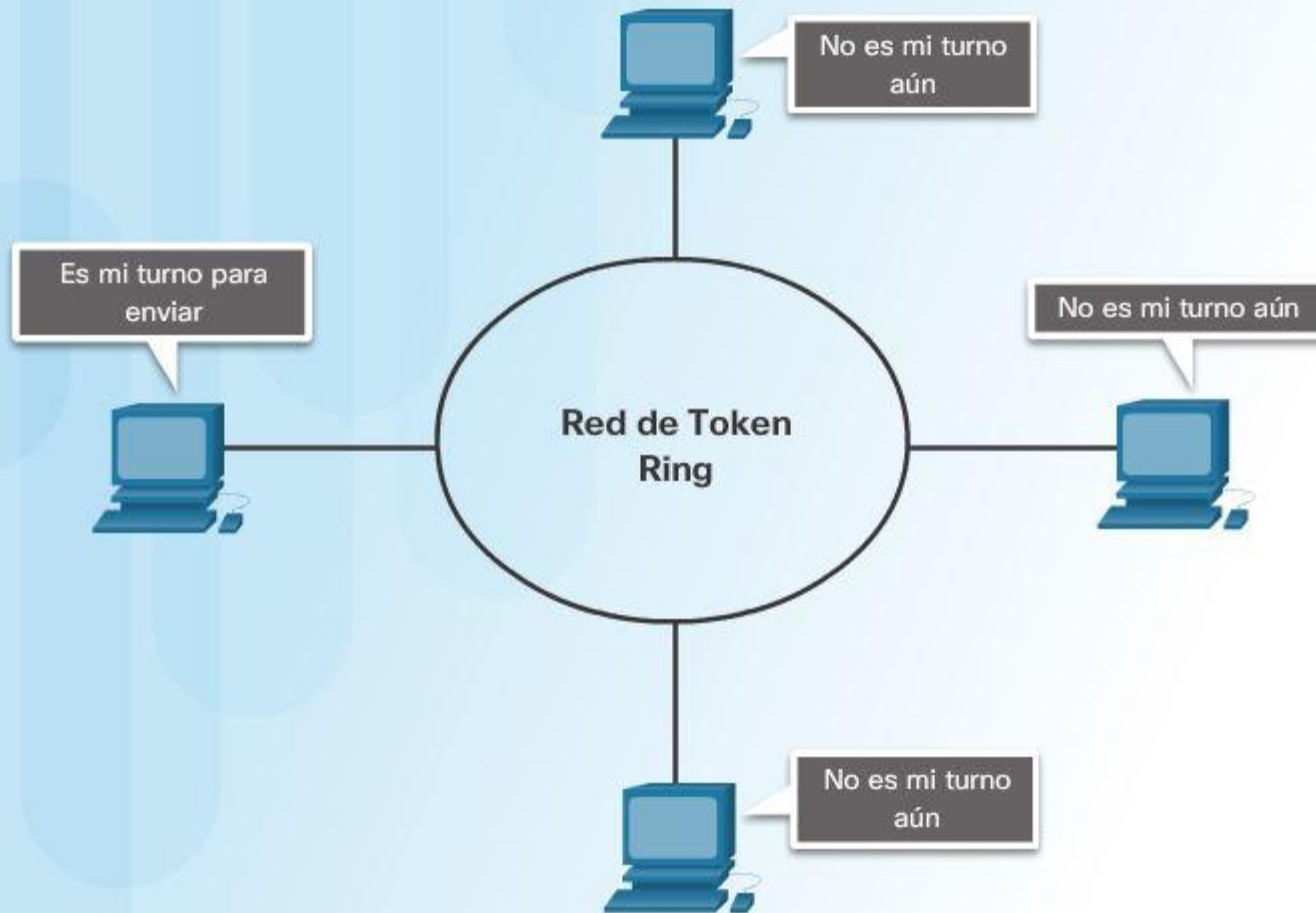 No es mi turno
aún
Es mi turno para
enviar
No es mi turno aún
Red de Token
Ring
No es mi turno
aún